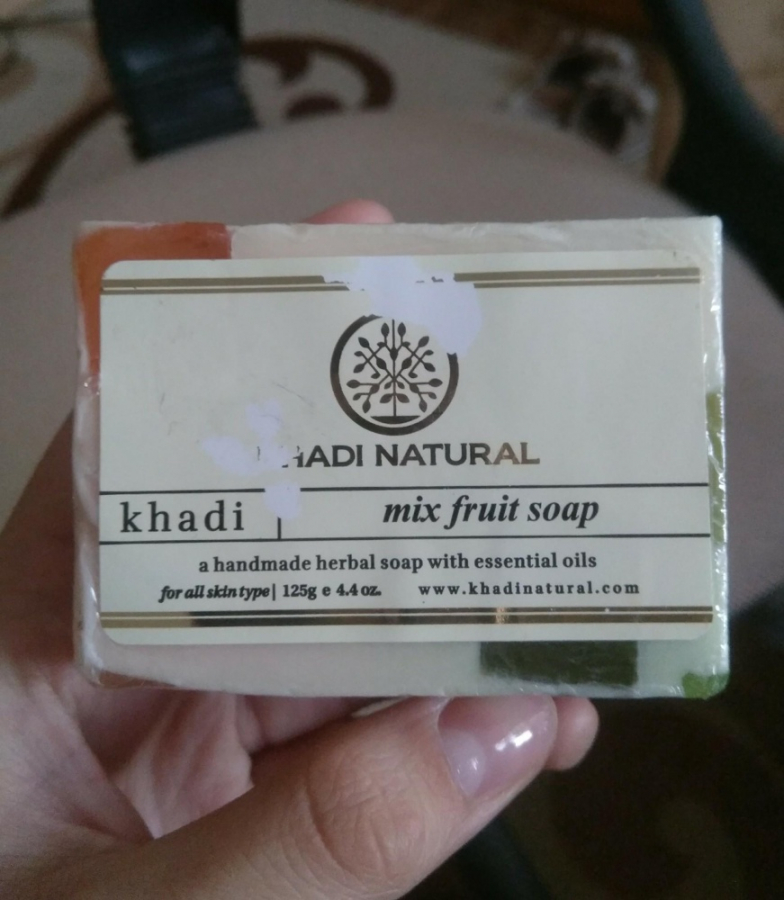 HADI NATURAL
khadi
mix fruit soap
a handmade herbal soap with essential oils
for all skin type | 125g e 4.4 oz. www.khadinatural.com